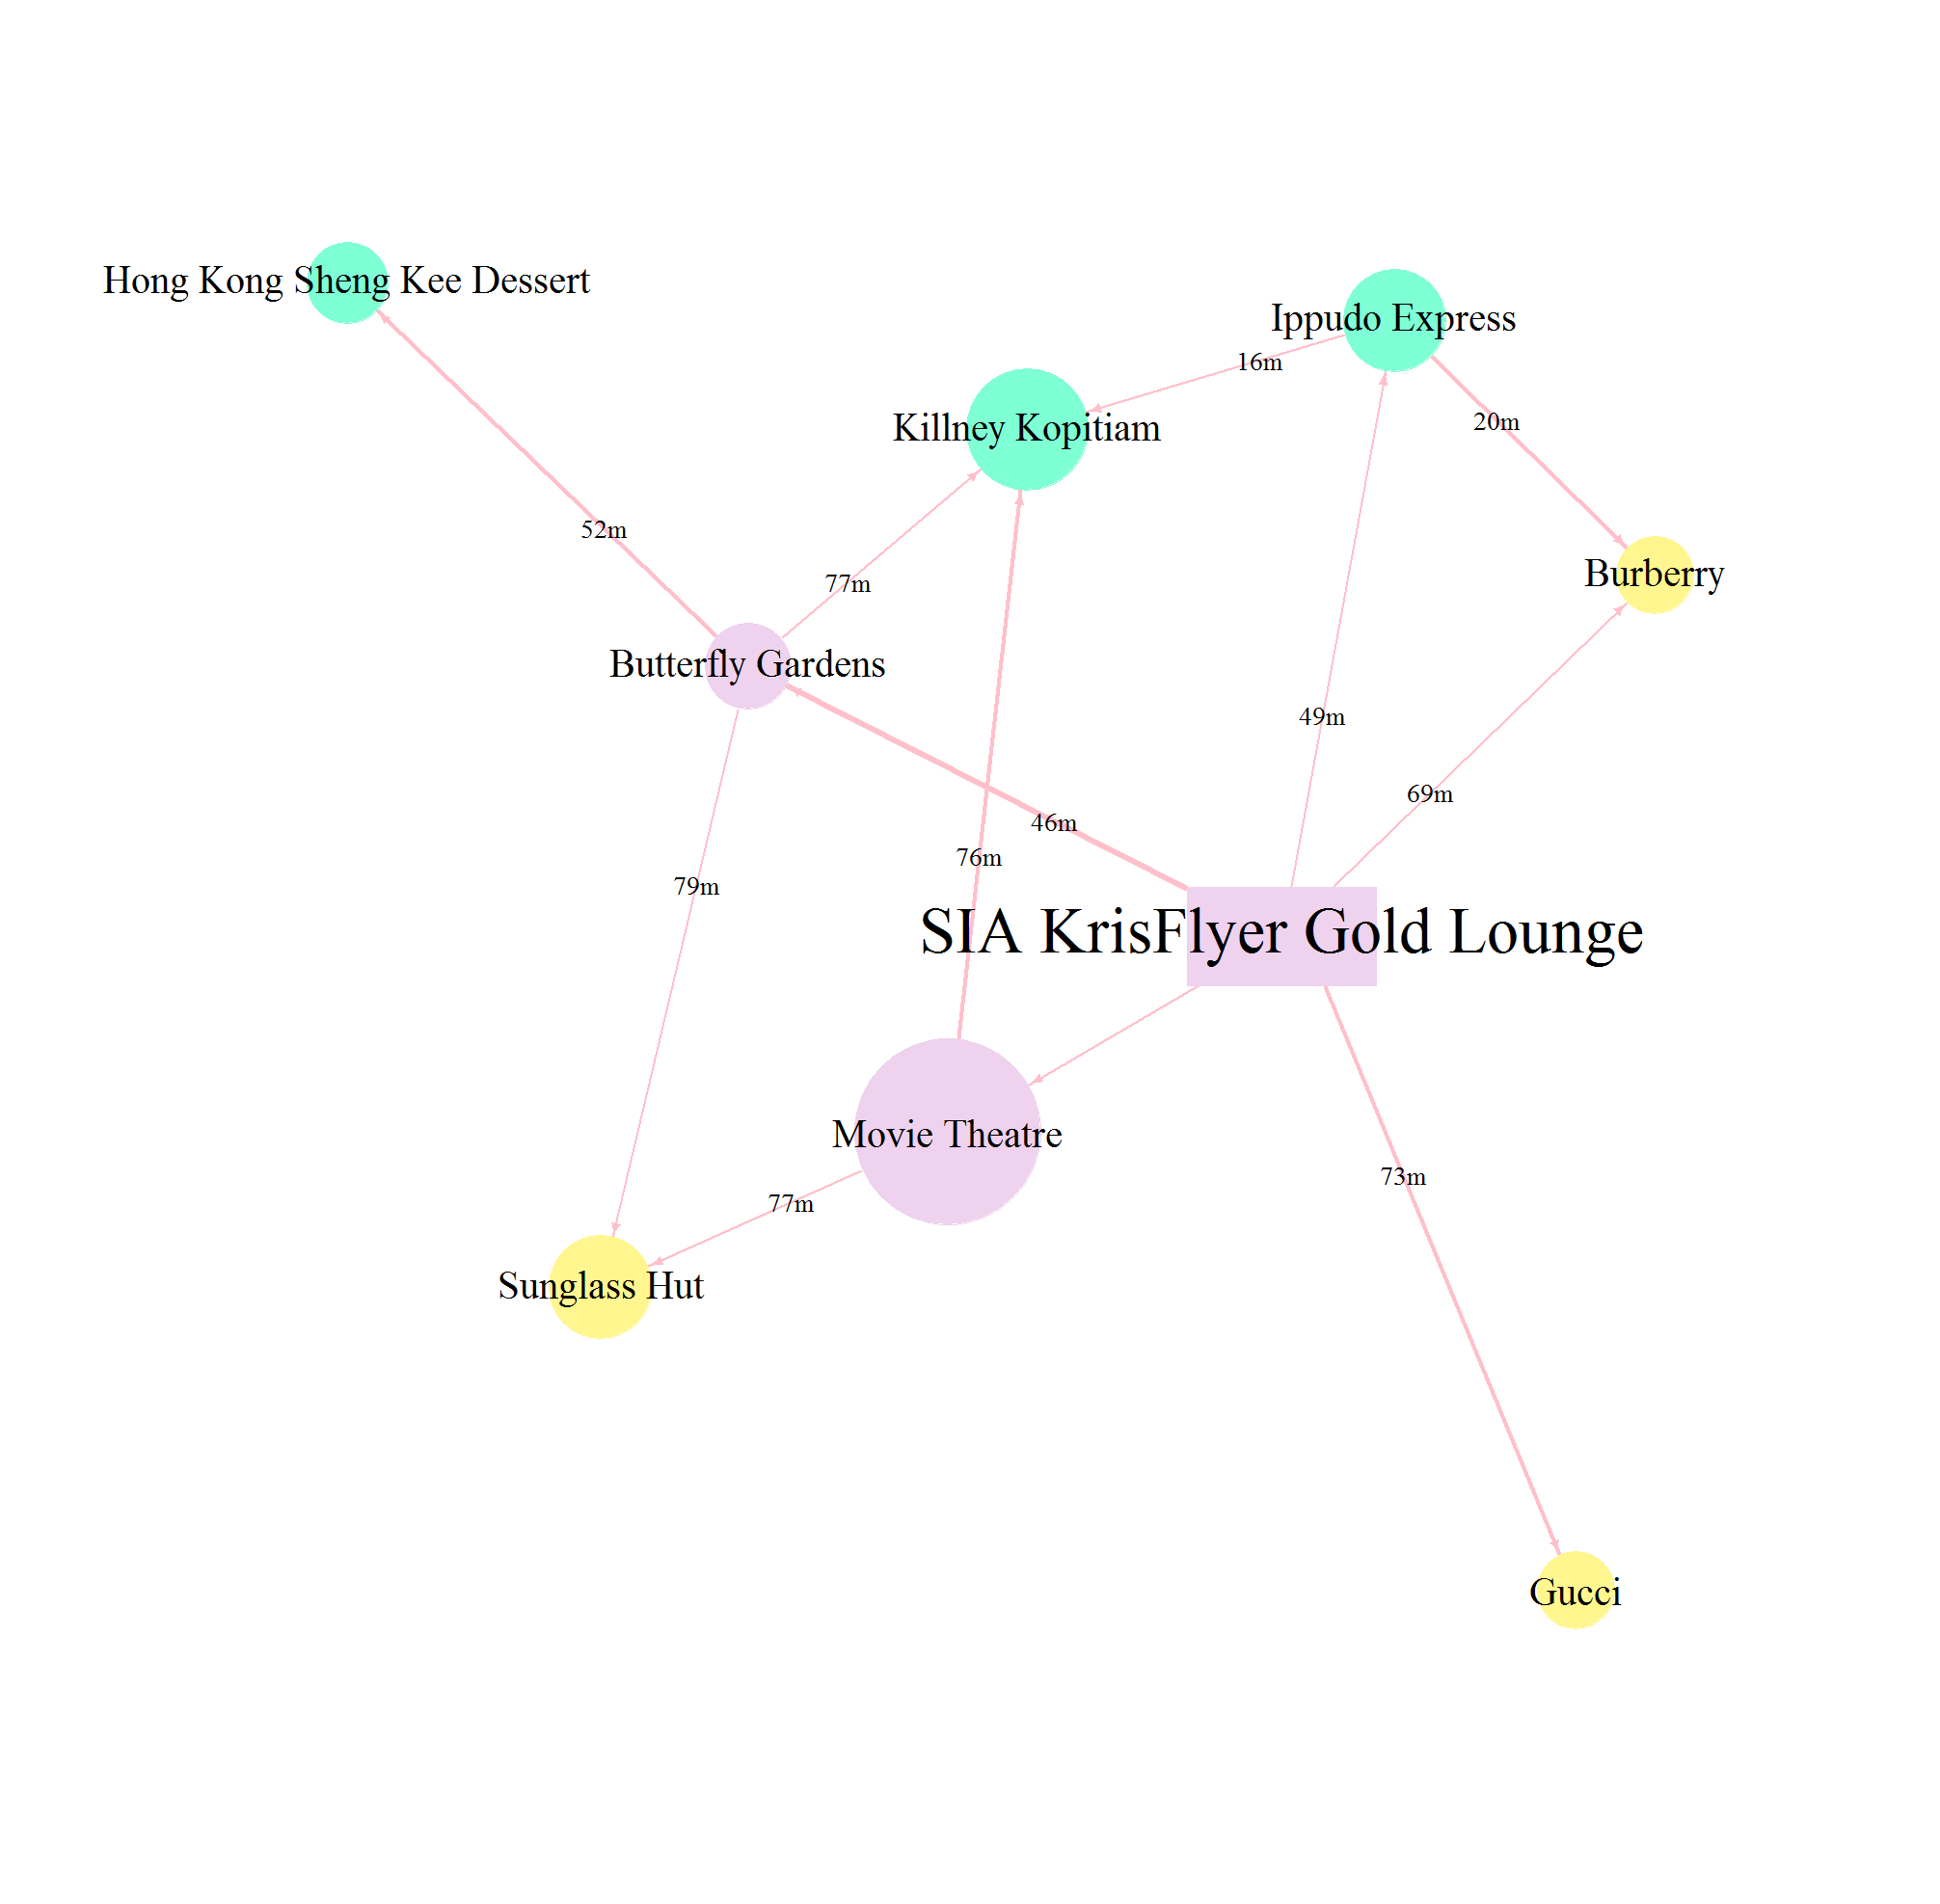 Hong Kong Sheng Kee Dessert
Ippudo Express
16m
Killney Kopitiam
20m
52m
Burberry
77m
Butterfly Gardens
49m
69m
46m
76m
79m
SIA KrisFlyer Gold Lounge
Movie Theatre
73m
77m
Sunglass Hut
Gucci